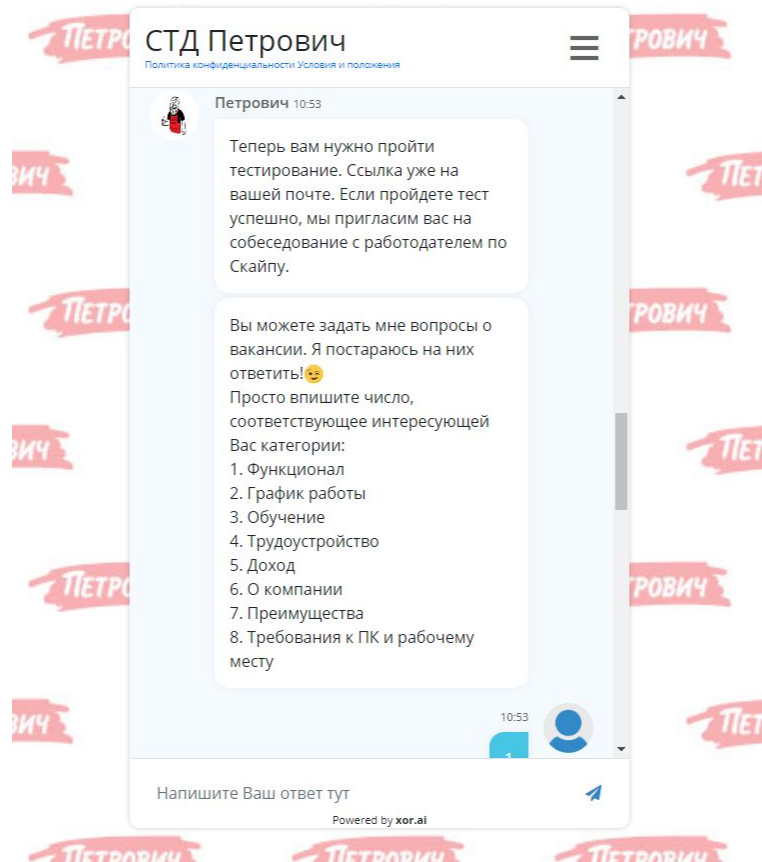 СТД Петрович
Политика конфиденциальности Условия и положения
Петрович 10:53
Теперь вам нужно пройти
тестирование. Ссылка уже на
вашей почте. Если пройдете тест
успешно, мы пригласим вас на
собеседование с работодателем по
Скайпу.
Вы можете задать мне вопросы о
вакансии. Я постараюсь на них
ответить!😉
Просто впишите число,
соответствующее интересующей
Вас категории:
1. Функционал
2. График работы
3. Обучение
4. Трудоустройство
5. Доход
6. О компании
7. Преимущества
8. Требования к ПК и рабочему
месту
10:53
1
Напишите Ваш ответ тут
Powered by xor.ai
ПЕТРОВИЧ
ПЕТРОВИЧ
ПЕТРОВИЧ